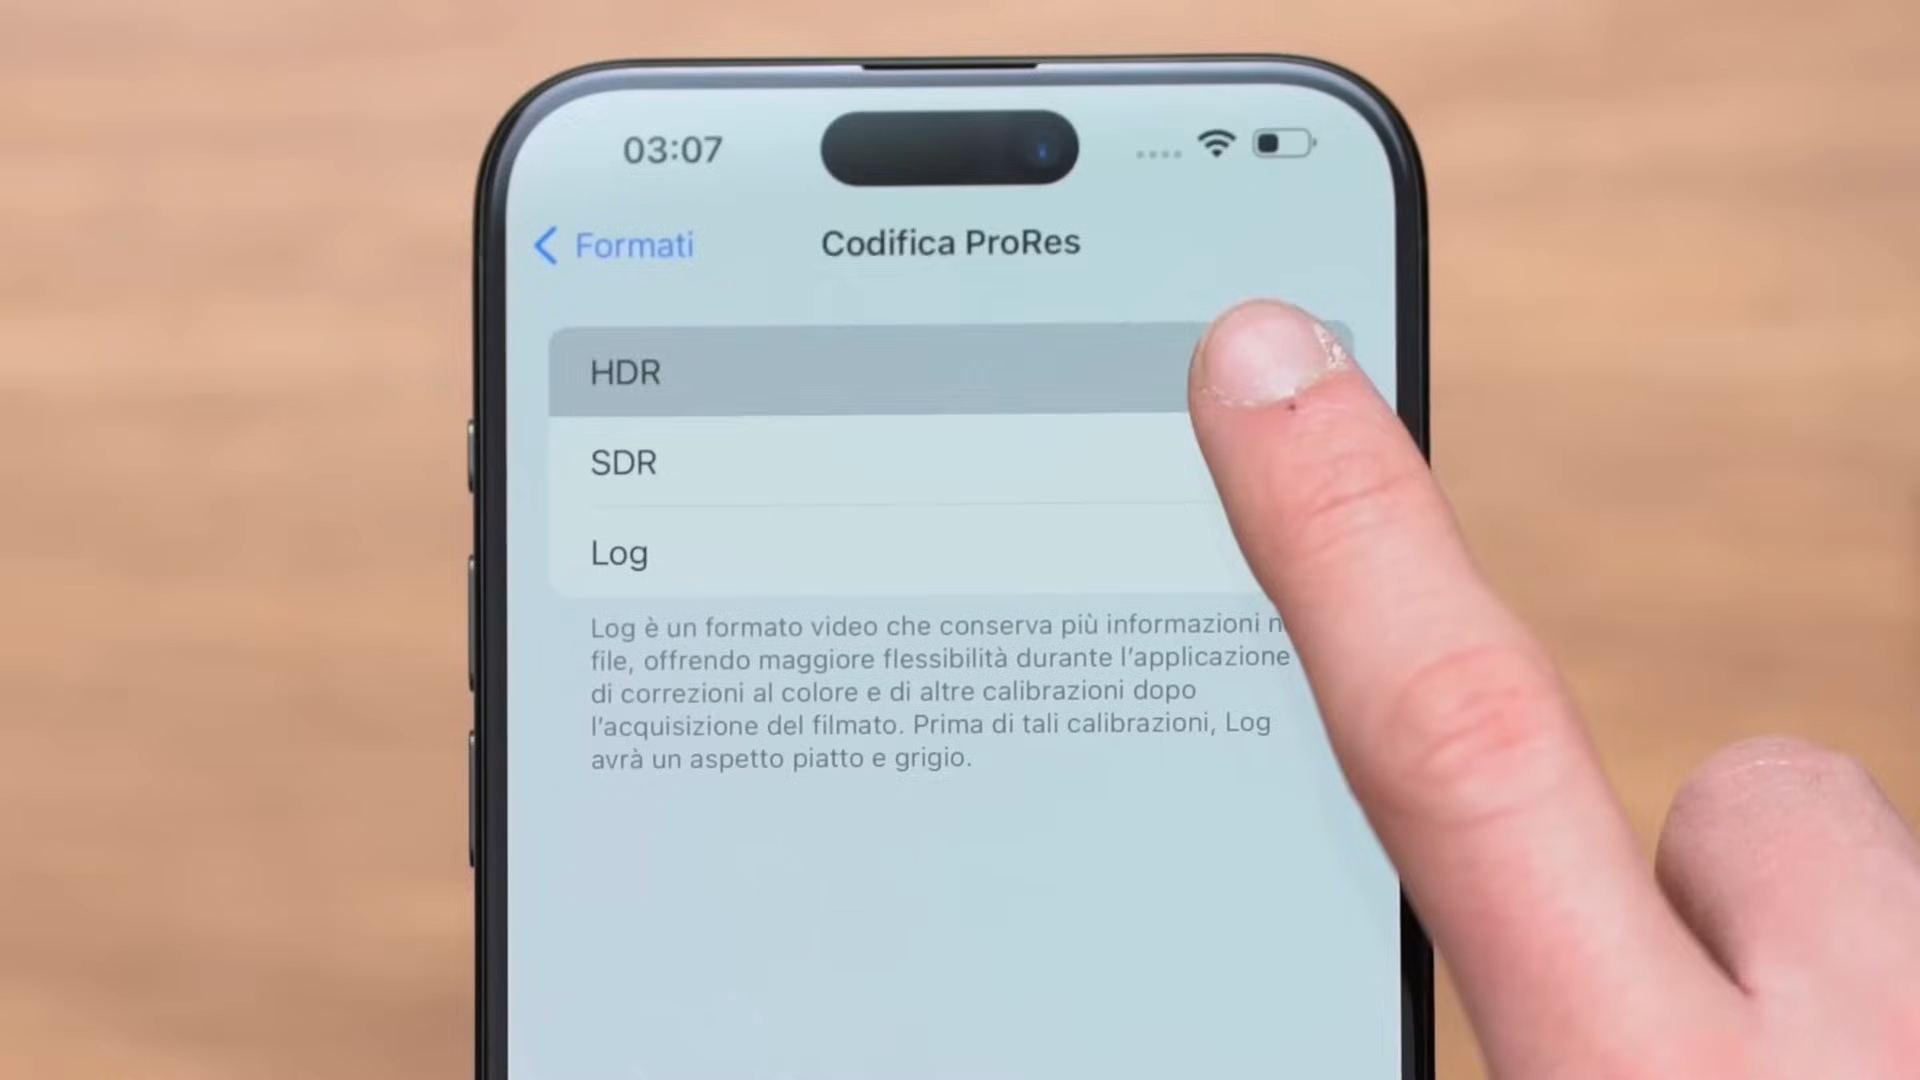 03:07
Formati
Codifica ProRes
HDR
SDR
Log
Log è un formato video che conserva più informazioni
file, offrendo maggiore flessibilità durante l'applicazione
di correzioni al colore e di altre calibrazioni dopo
l'acquisizione del filmato. Prima di tali calibrazioni, Log
avrà un aspetto piatto e grigio.